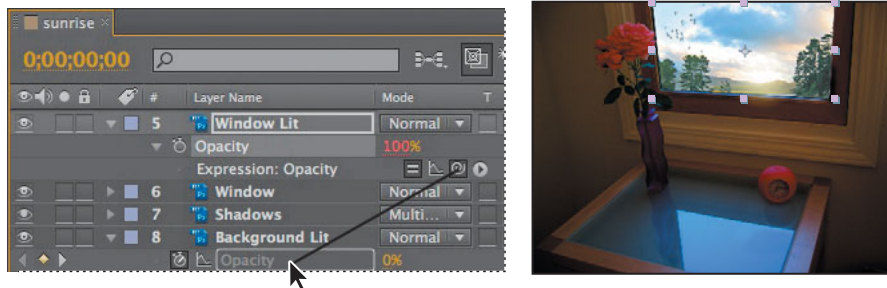 sunrise ×
0;00;00;00
# Layer Name Mode T
5 Window Lit Normal
Opacity 100%
Expression: Opacity
6 Window Normal
7 Shadows Multi...
8 Background Lit Normal
Opacity 0%